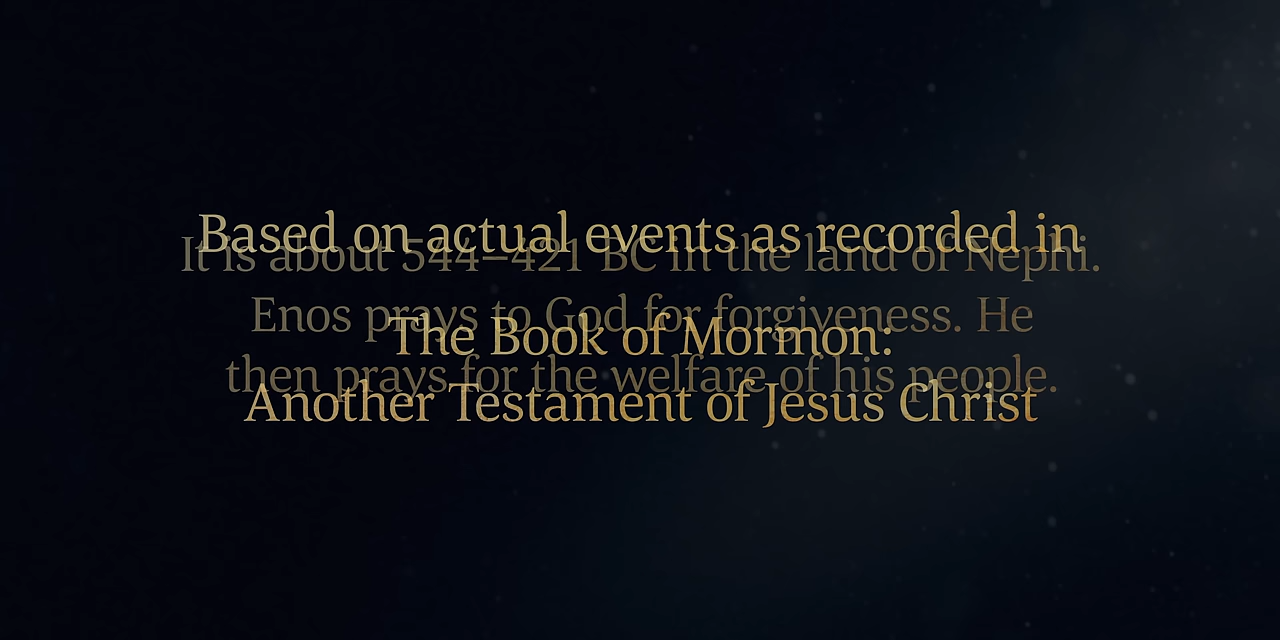 Based on actual events as recorded in
The Book of Mormon:
Another Testament of Jesus Christ
It is about 544–421 BC in the land of Nephi.
Enos prays to God for forgiveness. He
then prays for the welfare of his people.